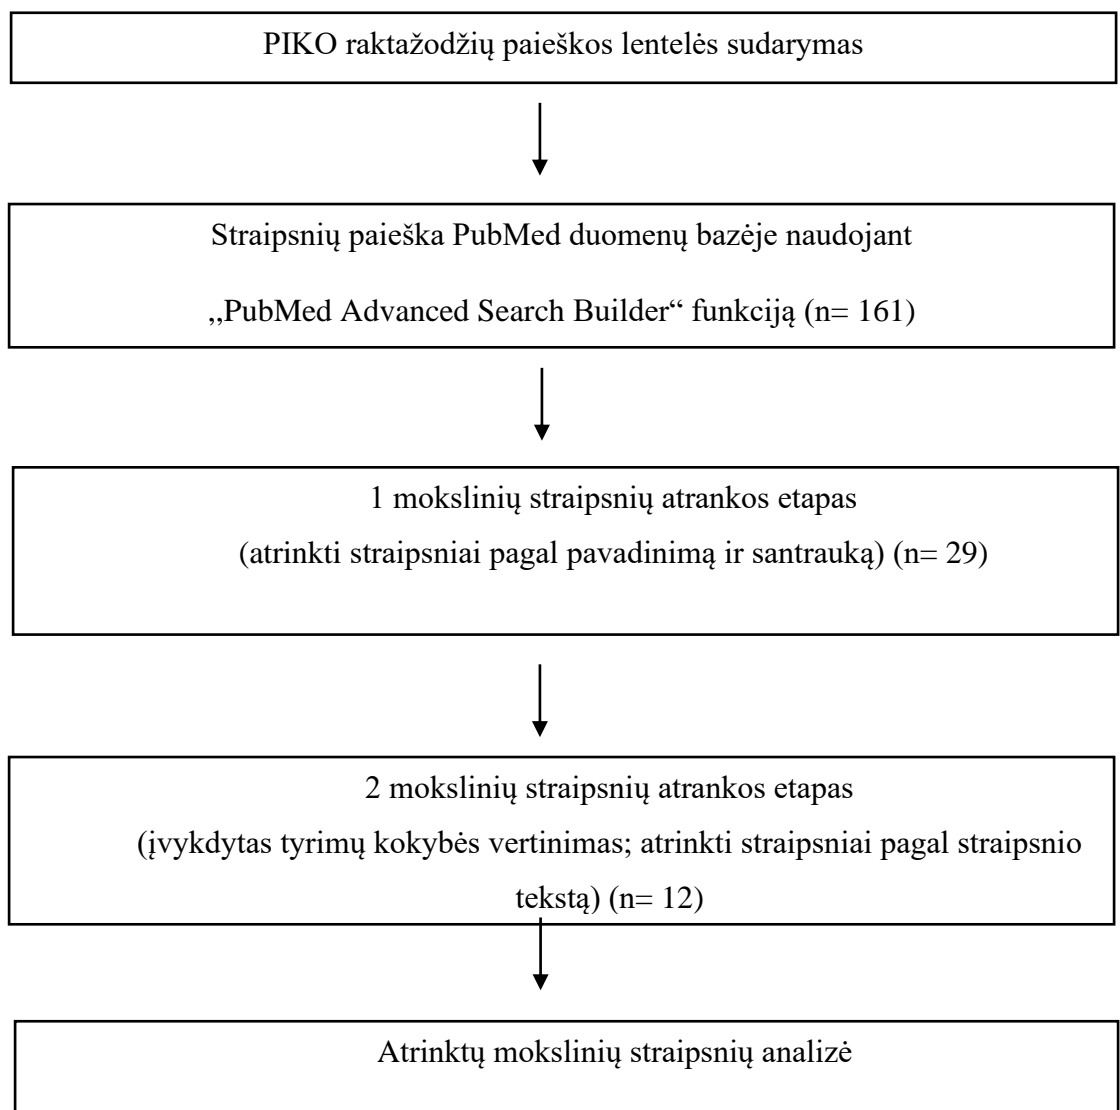 PIKO raktažodžių paieškos lentelės sudarymas
Straipsnių paieška PubMed duomenų bazėje naudojant
„PubMed Advanced Search Builder“ funkciją (n= 161)
1 mokslinių straipsnių atrankos etapas
(atrinkti straipsniai pagal pavadinimą ir santrauką) (n= 29)
2 mokslinių straipsnių atrankos etapas
(įvykdytas tyrimų kokybės vertinimas; atrinkti straipsniai pagal straipsnio
tekstą) (n= 12)
Atrinktų mokslinių straipsnių analizė